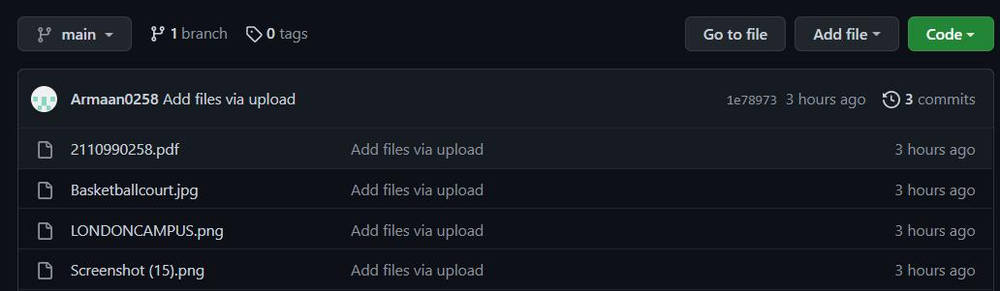 main 1 branch 0 tags Go to file Add file Code
Armaan0258 Add files via upload 1e78973 3 hours ago 3 commits
2110990258.pdf Add files via upload 3 hours ago
Basketballcourt.jpg Add files via upload 3 hours ago
LONDONCAMPUS.png Add files via upload 3 hours ago
Screenshot (15).png Add files via upload 3 hours ago